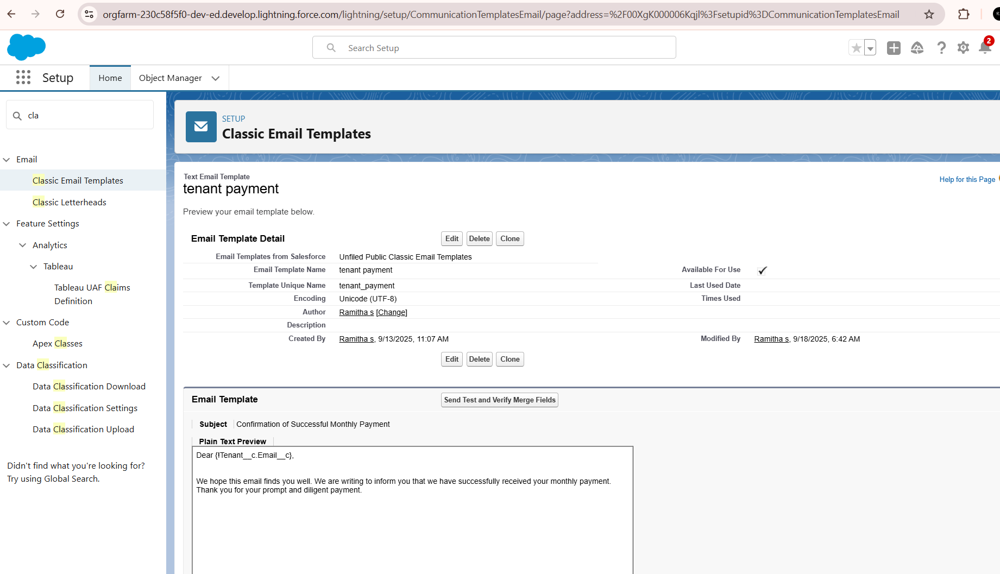 orgfarm-230c58f5f0-dev-ed.develop.lightning.force.com/lightning/setup/CommunicationTemplatesEmail/page?address=%2F00XgK000006Kqjl%3Fsetupid%3DCommunicationTemplatesEmail
Search Setup
2
Setup
Home
Object Manager
cla
Email
Classic Email Templates
Classic Letterheads
Feature Settings
Analytics
Tableau
Tableau UAF Claims
Definition
Custom Code
Apex Classes
Data Classification
Data Classification Download
Data Classification Settings
Data Classification Upload
Didn't find what you're looking for?
Try using Global Search.
SETUP
Classic Email Templates
Text Email Template
tenant payment
Help for this Page
Preview your email template below.
Email Template Detail
Edit Delete Clone
Email Templates from Salesforce Unfiled Public Classic Email Templates
Email Template Name tenant payment Available For Use
Template Unique Name tenant_payment Last Used Date
Encoding Unicode (UTF-8) Times Used
Author Ramitha s [Change]
Description
Created By Ramitha s, 9/13/2025, 11:07 AM Modified By Ramitha s, 9/18/2025, 6:42 AM
Edit Delete Clone
Email Template
Send Test and Verify Merge Fields
Subject Confirmation of Successful Monthly Payment
Plain Text Preview
Dear {!Tenant__c.Email__c},
We hope this email finds you well. We are writing to inform you that we have successfully received your monthly payment.
Thank you for your prompt and diligent payment.